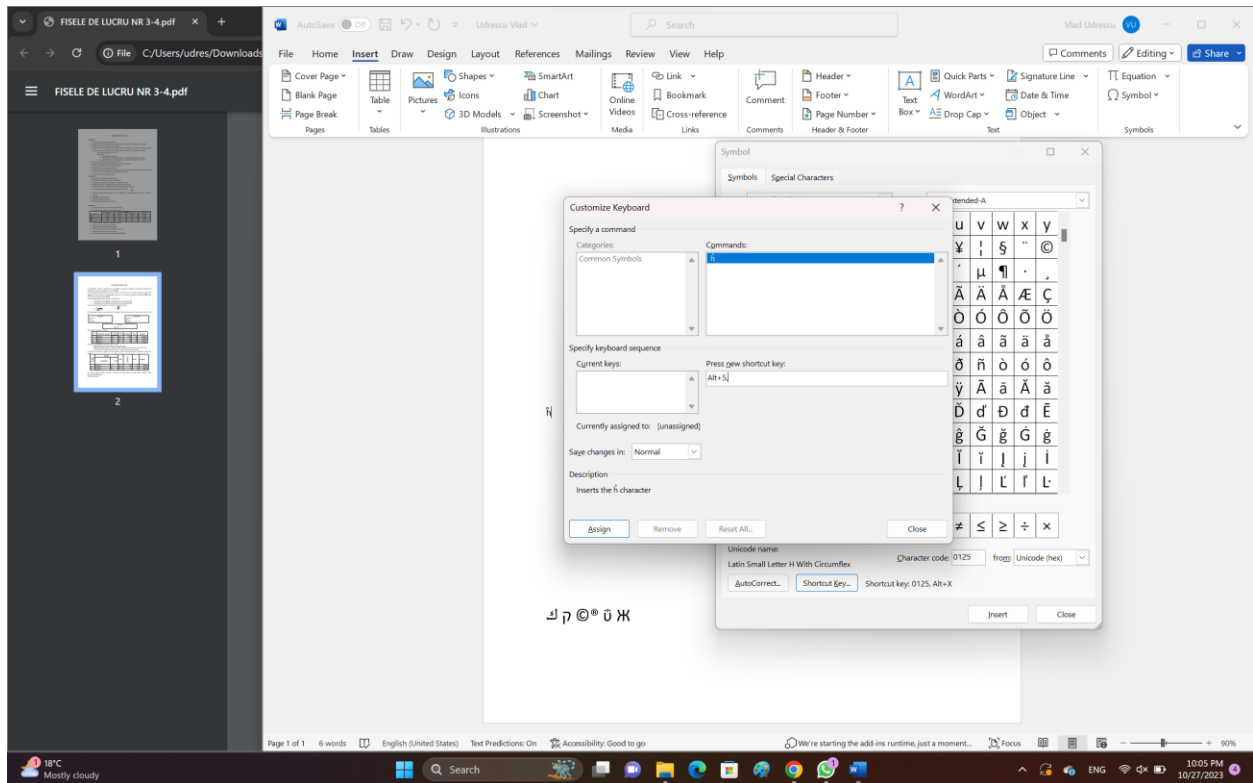 FISELE DE LUCRU NR 3-4.pdf
File C:/Users/udres/Downloads
FISELE DE LUCRU NR 3-4.pdf
1
2
AutoSave Off Udrescu Vlad Search Vlad Udrescu VU
File Home Insert Draw Design Layout References Mailings Review View Help Comments Editing Share
Cover Page
Blank Page
Page Break
Pages
Table
Tables
Pictures
Shapes
Icons
3D Models
SmartArt
Chart
Screenshot
Illustrations
Online Videos
Media
Link
Bookmark
Cross-reference
Links
Comment
Comments
Header
Footer
Page Number
Header & Footer
Text Box
Quick Parts
WordArt
Drop Cap
Signature Line
Date & Time
Object
Text
Equation
Symbol
Symbols
ĥ
ك ק ©® ΰ Ж
Symbol
Symbols Special Characters
tended-A
u v w x y
¥ ¦ § ¨ ©
´ µ ¶ · ¸
Ã Ä Å Æ Ç
Ò Ó Ô Õ Ö
á â ã ä å
ð ñ ò ó ô
ÿ Ā ā Ă ă
Ď ď Đ đ Ē
ĝ Ğ ğ Ġ ġ
Ĭ ĭ Į į İ
Ļ ļ Ľ ľ Ŀ
≠ ≤ ≥ ÷ ×
Unicode name:
Latin Small Letter H With Circumflex
Character code: 0125 from: Unicode (hex)
AutoCorrect... Shortcut Key... Shortcut key: 0125, Alt+X
Insert Close
Customize Keyboard ?
Specify a command
Categories: Commands:
Common Symbols ĥ
Specify keyboard sequence
Current keys: Press new shortcut key:
Alt+5,
Currently assigned to: [unassigned]
Save changes in: Normal
Description
Inserts the ĥ character
Assign Remove Reset All... Close
Page 1 of 1 6 words English (United States) Text Predictions: On Accessibility: Good to go We're starting the add-ins runtime, just a moment... Focus 90%
1
18°C
Mostly cloudy
Search
ENG
10:05 PM
10/27/2023